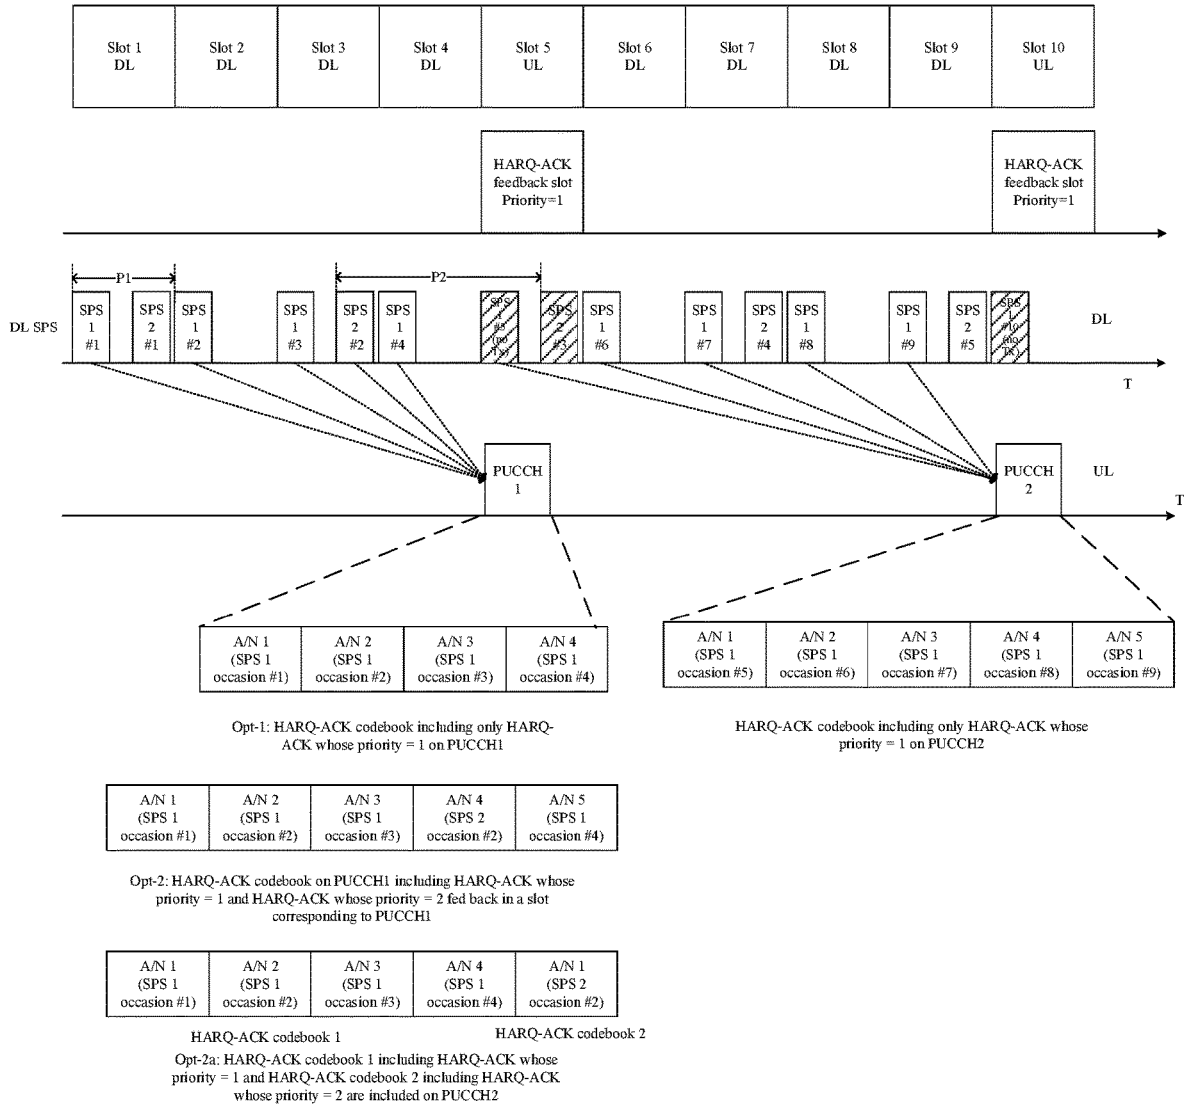 Slot 1
DL
Slot 2
DL
Slot 3
DL
Slot 4
DL
Slot 5
UL
Slot 6
DL
Slot 7
DL
Slot 8
DL
Slot 9
DL
Slot 10
UL
HARQ-ACK
feedback slot
Priority=1
HARQ-ACK
feedback slot
Priority=1
P1
P2
DL SPS
SPS
1
#1
SPS
2
#1
SPS
1
#2
SPS
1
#3
SPS
2
#2
SPS
1
#4
SPS
1
#5
(no
TX)
SPS
2
#3
SPS
1
#6
SPS
1
#7
SPS
2
#4
SPS
1
#8
SPS
1
#9
SPS
2
#5
SPS
1
#10
(no
TX)
DL
T
PUCCH
1
PUCCH
2
UL
T
A/N 1
(SPS 1
occasion #1)
A/N 2
(SPS 1
occasion #2)
A/N 3
(SPS 1
occasion #3)
A/N 4
(SPS 1
occasion #4)
A/N 1
(SPS 1
occasion #5)
A/N 2
(SPS 1
occasion #6)
A/N 3
(SPS 1
occasion #7)
A/N 4
(SPS 1
occasion #8)
A/N 5
(SPS 1
occasion #9)
Opt-1: HARQ-ACK codebook including only HARQ-
ACK whose priority = 1 on PUCCH1
HARQ-ACK codebook including only HARQ-ACK whose
priority = 1 on PUCCH2
A/N 1
(SPS 1
occasion #1)
A/N 2
(SPS 1
occasion #2)
A/N 3
(SPS 1
occasion #3)
A/N 4
(SPS 2
occasion #2)
A/N 5
(SPS 1
occasion #4)
Opt-2: HARQ-ACK codebook on PUCCH1 including HARQ-ACK whose
priority = 1 and HARQ-ACK whose priority = 2 fed back in a slot
corresponding to PUCCH1
A/N 1
(SPS 1
occasion #1)
A/N 2
(SPS 1
occasion #2)
A/N 3
(SPS 1
occasion #3)
A/N 4
(SPS 1
occasion #4)
A/N 1
(SPS 2
occasion #2)
HARQ-ACK codebook 1
HARQ-ACK codebook 2
Opt-2a: HARQ-ACK codebook 1 including HARQ-ACK whose
priority = 1 and HARQ-ACK codebook 2 including HARQ-ACK
whose priority = 2 are included on PUCCH2